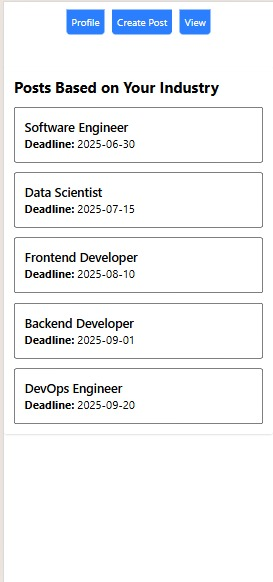 Profile Create Post View
Posts Based on Your Industry
Software Engineer
Deadline: 2025-06-30
Data Scientist
Deadline: 2025-07-15
Frontend Developer
Deadline: 2025-08-10
Backend Developer
Deadline: 2025-09-01
DevOps Engineer
Deadline: 2025-09-20